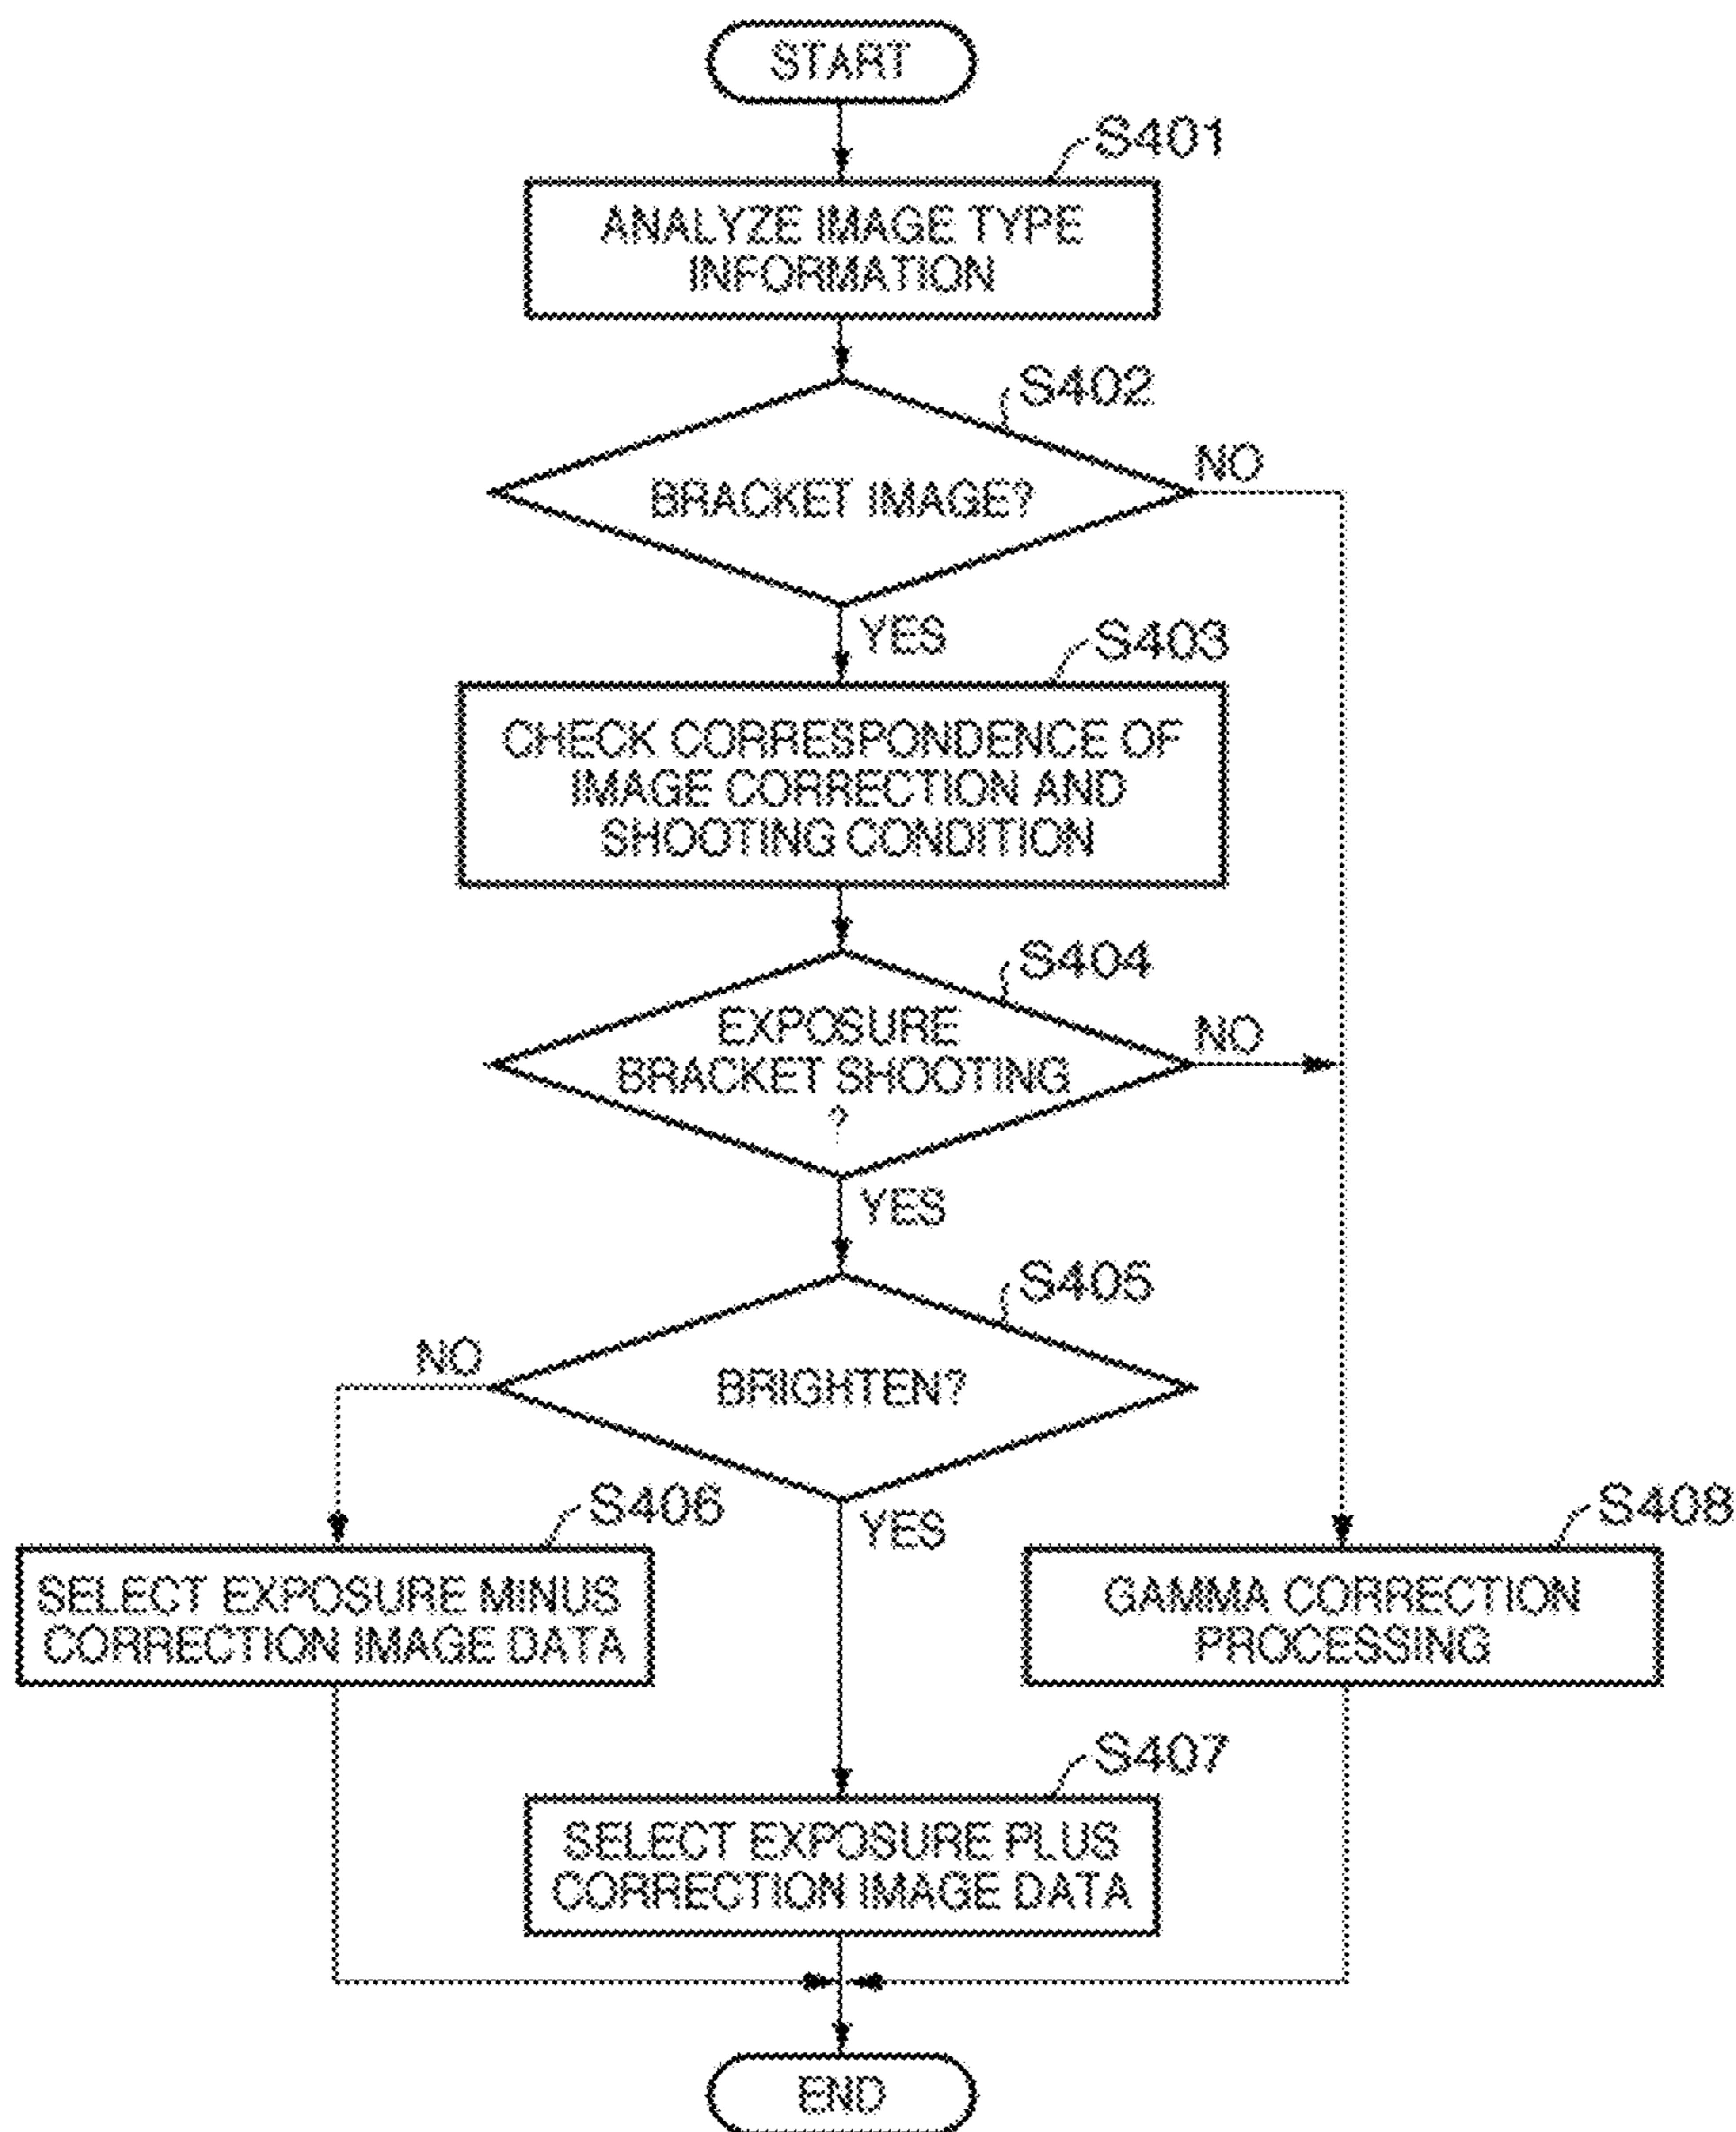 START
S401
ANALYZE IMAGE TYPE
INFORMATION
S402
BRACKET IMAGE?
NO
YES
S403
CHECK CORRESPONDENCE OF
IMAGE CORRECTION AND
SHOOTING CONDITION
S404
EXPOSURE
BRACKET SHOOTING
?
NO
YES
S405
BRIGHTEN?
NO
YES
S406
SELECT EXPOSURE MINUS
CORRECTION IMAGE DATA
S408
GAMMA CORRECTION
PROCESSING
S407
SELECT EXPOSURE PLUS
CORRECTION IMAGE DATA
END